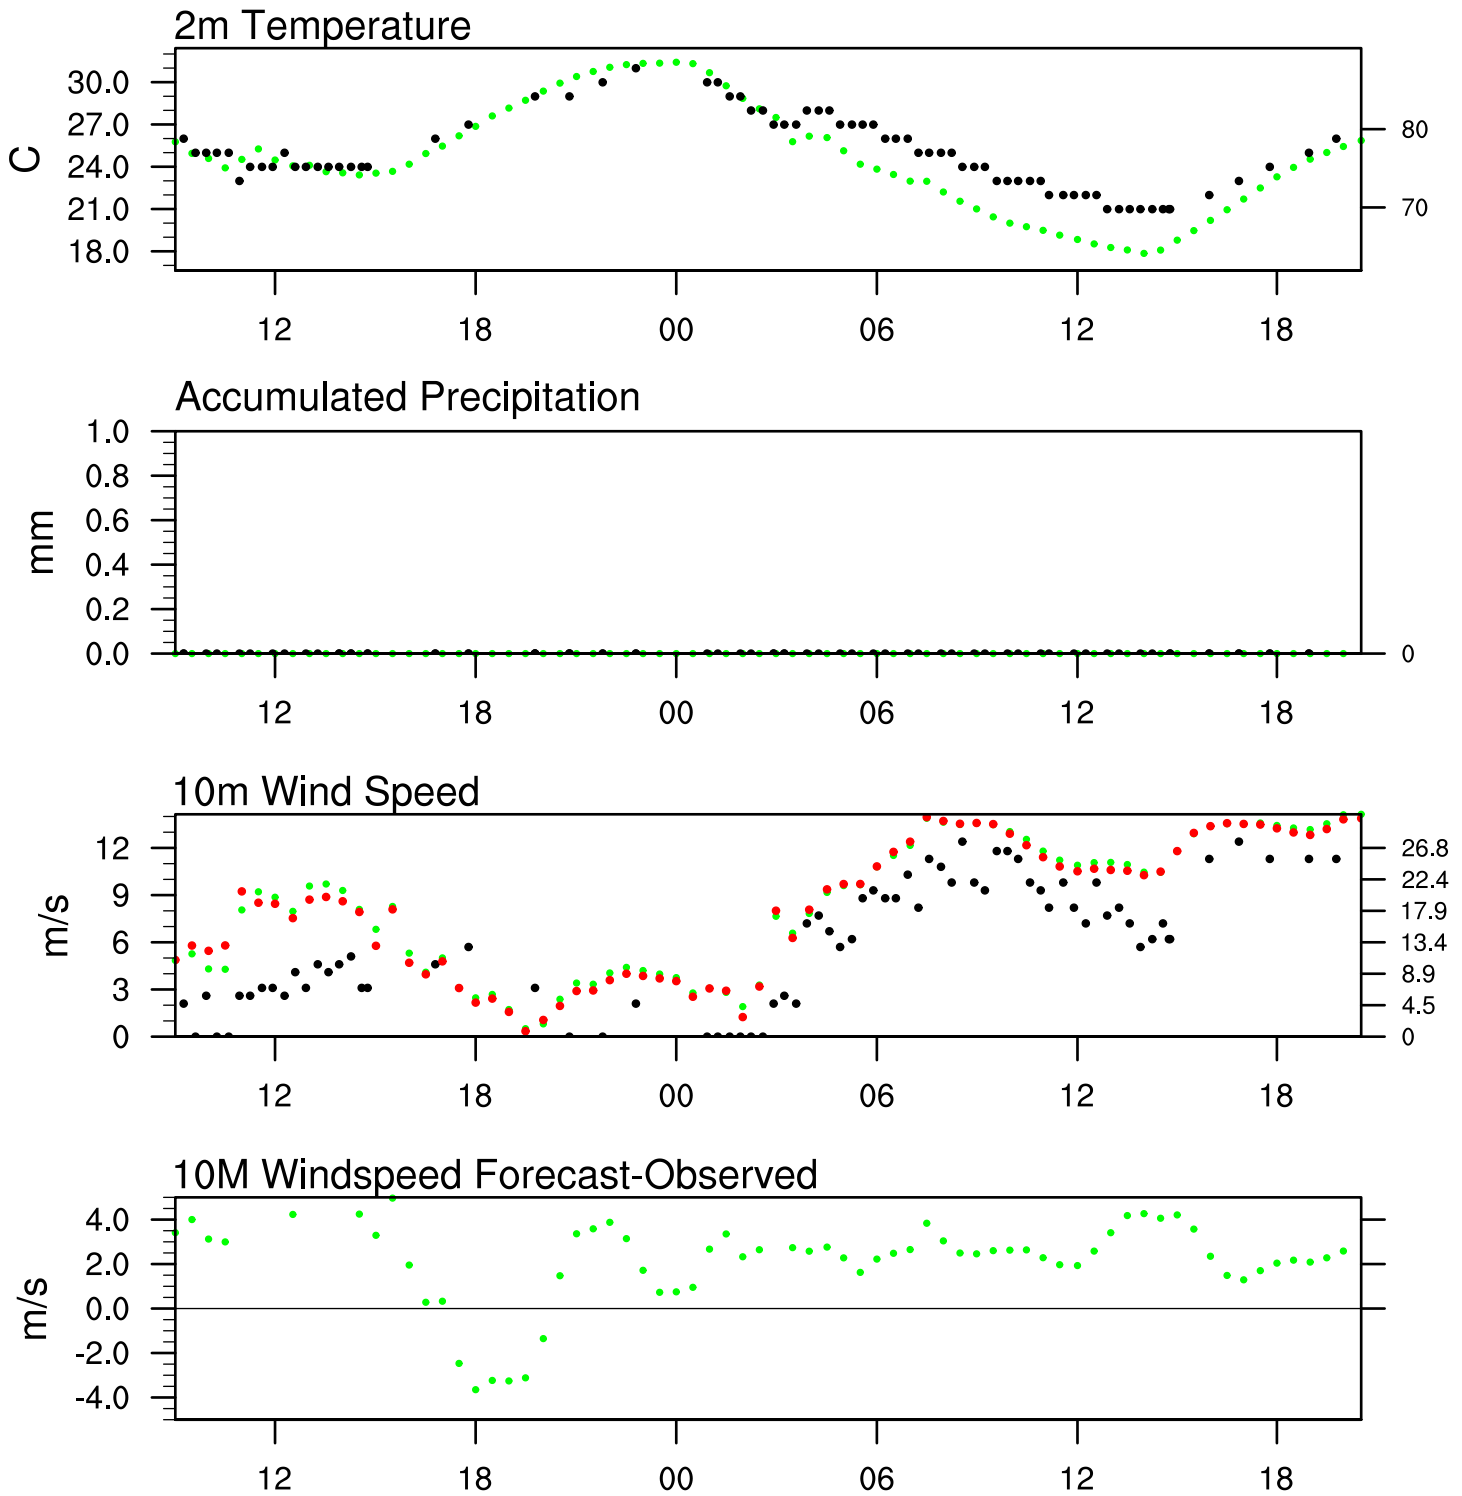 2m Temperature
30.0
27.0
24.0
21.0
18.0
C
80
70
12 18 00 06 12 18
Accumulated Precipitation
1.0
0.8
0.6
0.4
0.2
0.0
mm
0
12 18 00 06 12 18
10m Wind Speed
12
9
6
3
0
m/s
26.8
22.4
17.9
13.4
8.9
4.5
0
12 18 00 06 12 18
10M Windspeed Forecast-Observed
4.0
2.0
0.0
-2.0
-4.0
m/s
12 18 00 06 12 18